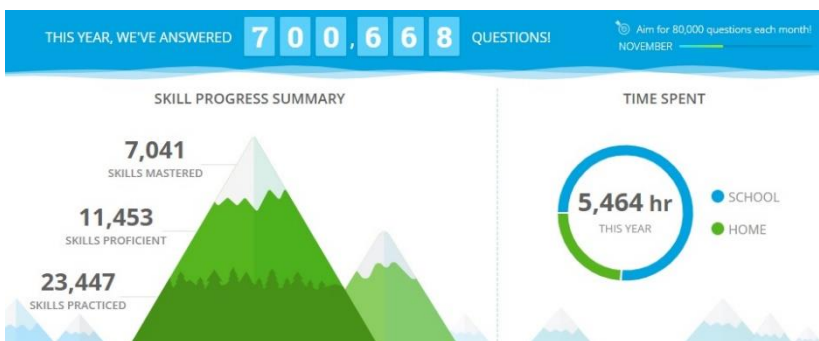 THIS YEAR, WE'VE ANSWERED 700,668 QUESTIONS!
Aim for 80,000 questions each month!
NOVEMBER
SKILL PROGRESS SUMMARY
7,041
SKILLS MASTERED
11,453
SKILLS PROFICIENT
23,447
SKILLS PRACTICED
TIME SPENT
5,464 hr
THIS YEAR
SCHOOL
HOME